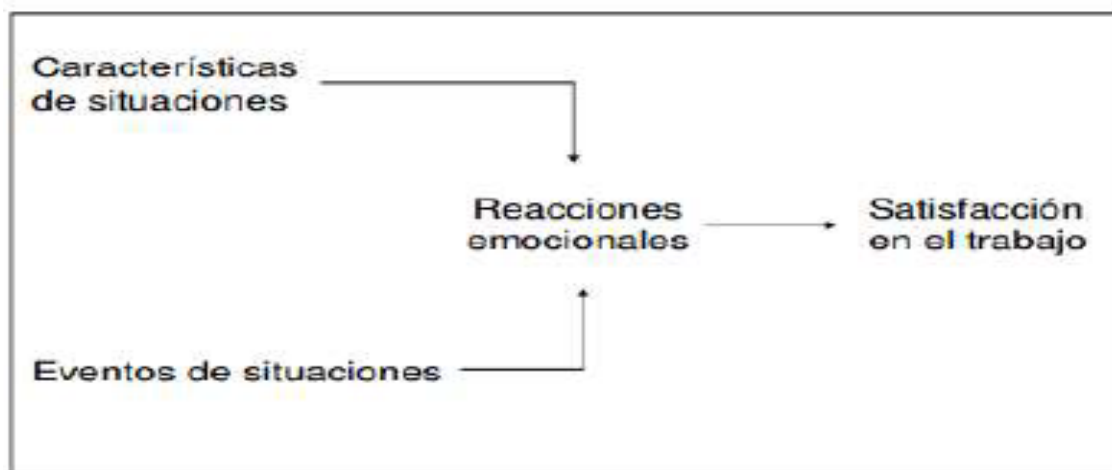 Características
de situaciones
Reacciones
emocionales
Satisfacción
en el trabajo
Eventos de situaciones